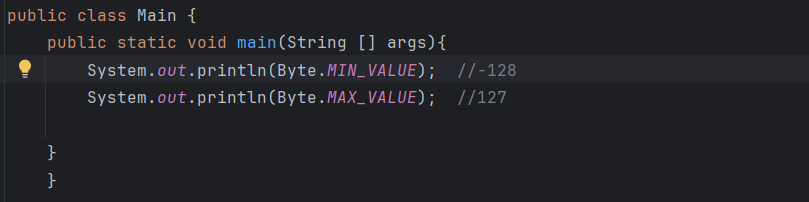 public class Main {
    public static void main(String [] args){
        System.out.println(Byte.MIN_VALUE);  //-128
        System.out.println(Byte.MAX_VALUE);  //127
    }
    }